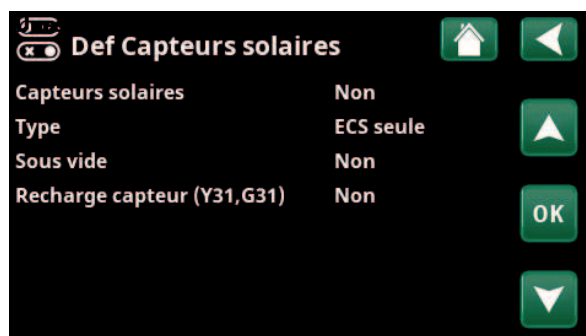 Def Capteurs solaires
Capteurs solaires Non
Type ECS seule
Sous vide Non
Recharge capteur (Y31,G31) Non
OK